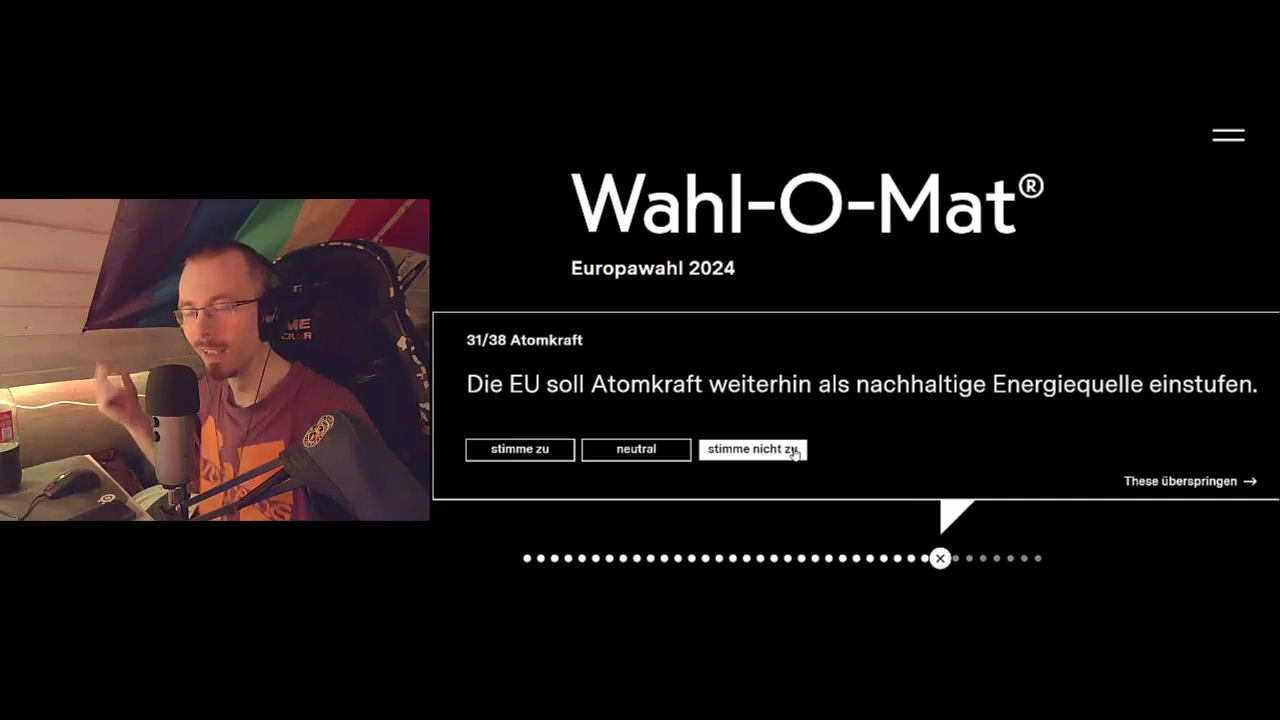 Wahl-O-Mat®
Europawahl 2024
31/38 Atomkraft
Die EU soll Atomkraft weiterhin als nachhaltige Energiequelle einstufen.
stimme zu
neutral
stimme nicht zu
These überspringen →